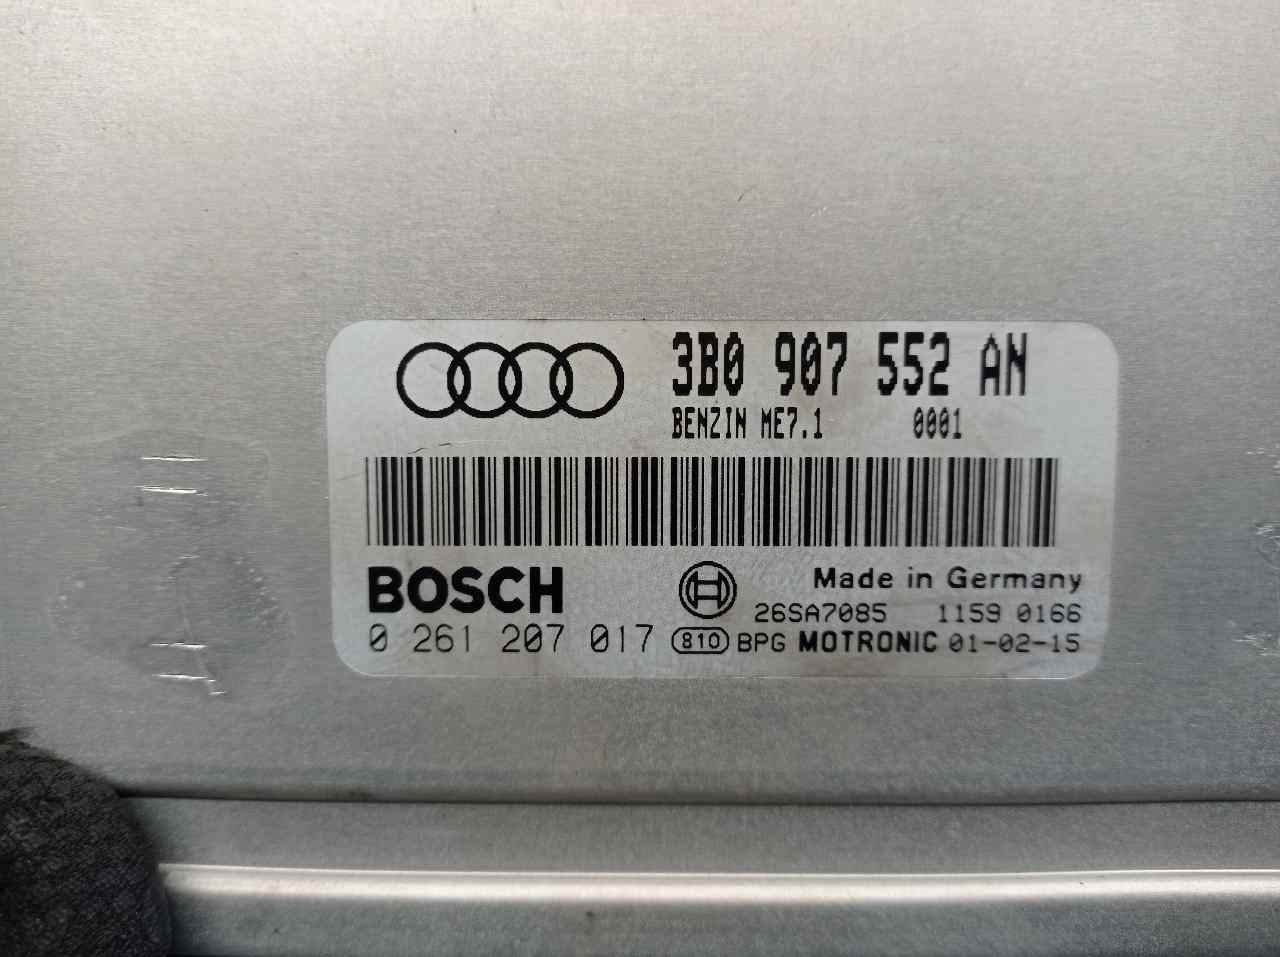 3B0 907 552 AN
BENZIN ME7.1 0001
BOSCH
Made in Germany
26SA7085 1159 0166
0 261 207 017 810 BPG MOTRONIC 01-02-15